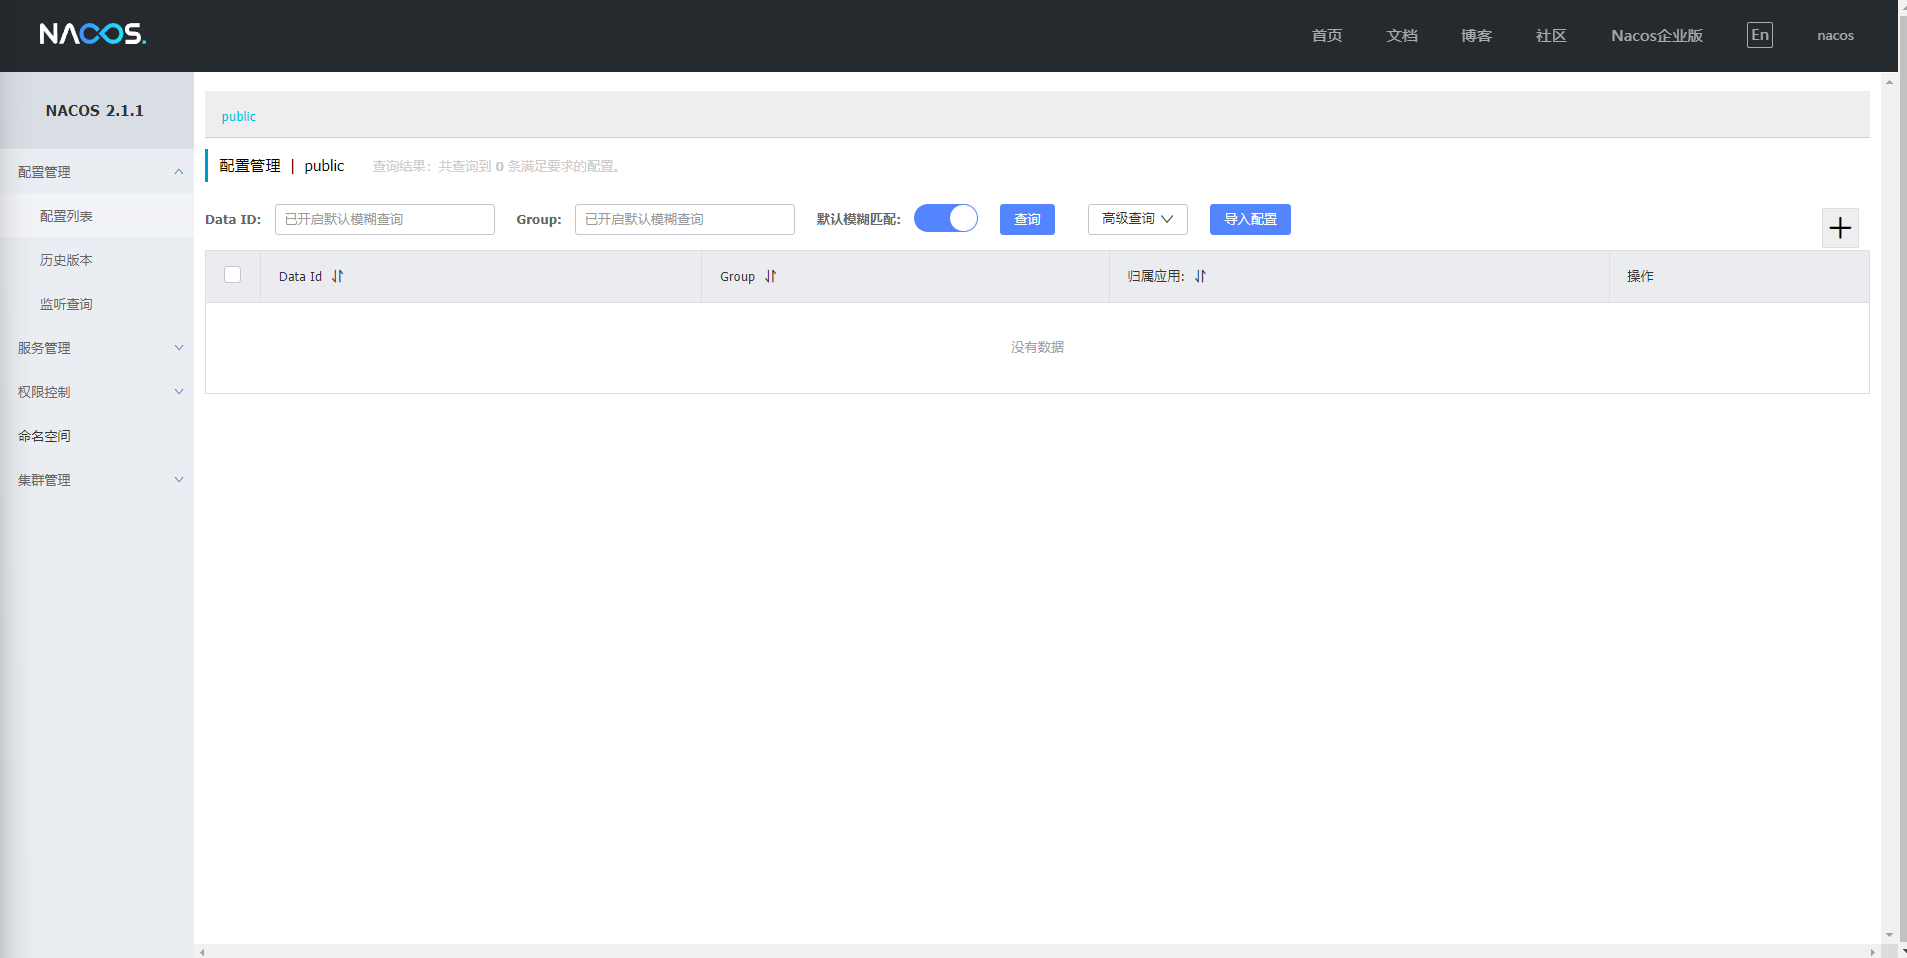 NACOS.
首页 文档 博客 社区 Nacos企业版 En nacos
NACOS 2.1.1
配置管理
配置列表
历史版本
监听查询
服务管理
权限控制
命名空间
集群管理
public
配置管理 | public 查询结果：共查询到 0 条满足要求的配置。
Data ID: 已开启默认模糊查询 Group: 已开启默认模糊查询 默认模糊匹配: 查询 高级查询 导入配置
Data Id Group 归属应用: 操作
没有数据